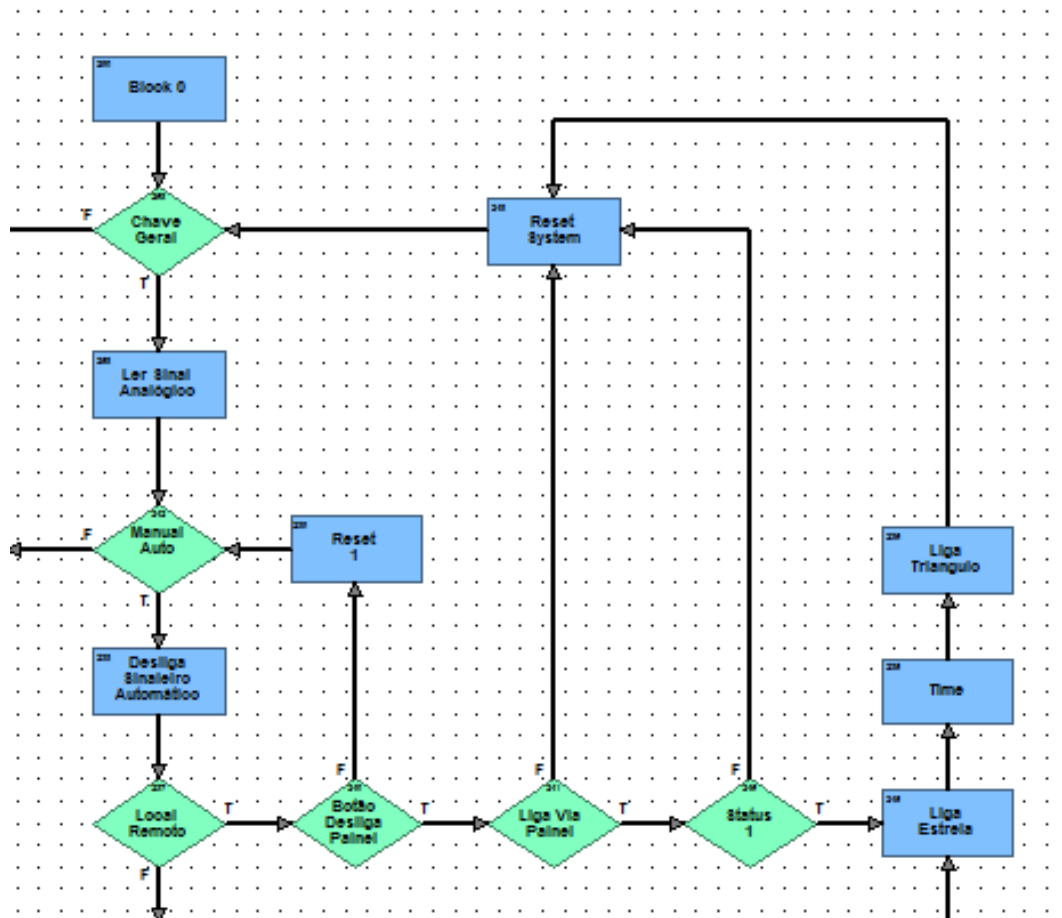 Block 0
F
Chave
Geral
T
Reset
System
Ler Sinal
Analógico
F
Manual
Auto
T
Reset
1
Liga
Triangulo
Desliga
Sinaleiro
Automático
Time
Local
Remoto
T
F
F
Botão
Desliga
Painel
T
F
Liga Via
Painel
T
F
Status
1
T
Liga
Estrela